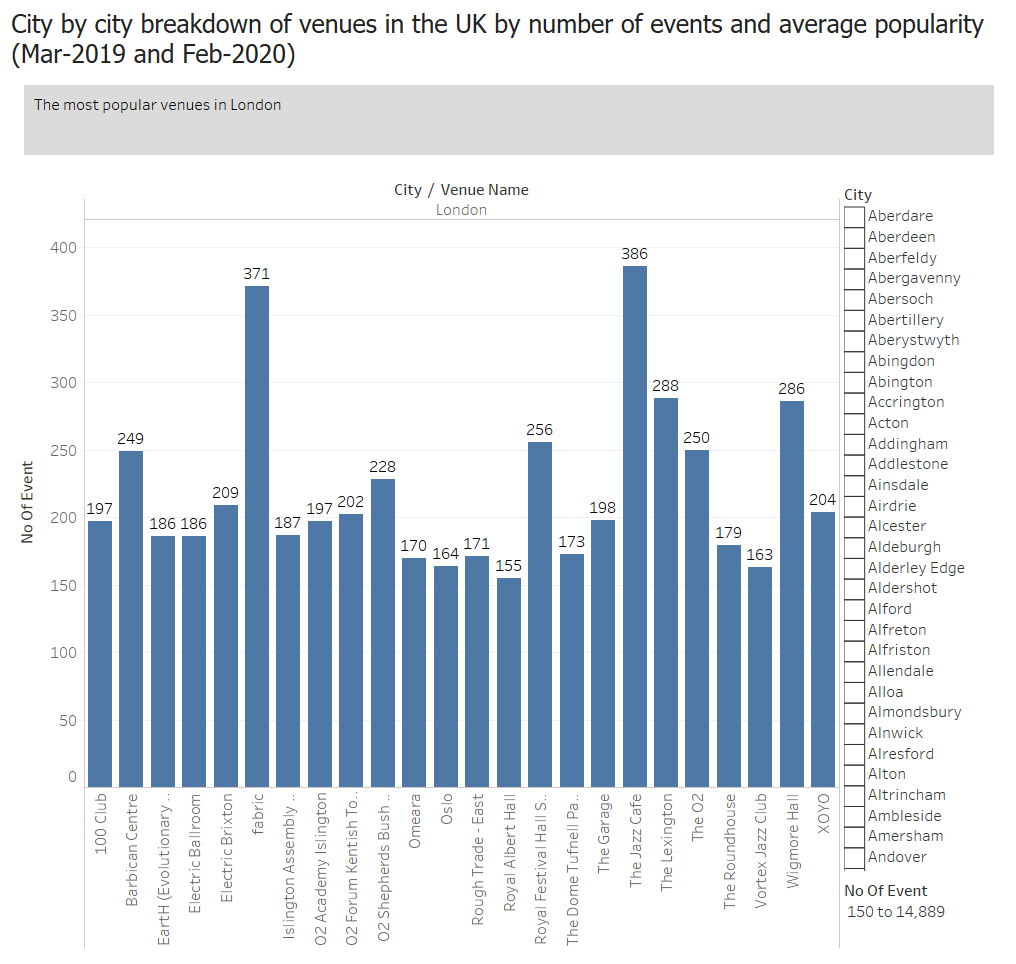 City by city breakdown of venues in the UK by number of events and average popularity
(Mar-2019 and Feb-2020)
The most popular venues in London
City / Venue Name
London
No Of Event
400
350
300
250
200
150
100
50
0
197
249
186
186
209
371
187
197
202
228
170
164
171
155
256
173
198
386
288
250
179
163
286
204
100 Club
Barbican Centre
EartH (Evolutionary ..
Electric Ballroom
Electric Brixton
fabric
Islington Assembly ..
O2 Academy Islington
O2 Forum Kentish To..
O2 Shepherds Bush ..
Omeara
Oslo
Rough Trade - East
Royal Albert Hall
Royal Festival Hall S..
The Dome Tufnell Pa..
The Garage
The Jazz Cafe
The Lexington
The O2
The Roundhouse
Vortex Jazz Club
Wigmore Hall
XOYO
City
Aberdare
Aberdeen
Aberfeldy
Abergavenny
Abersoch
Abertillery
Aberystwyth
Abingdon
Abington
Accrington
Acton
Addingham
Addlestone
Ainsdale
Airdrie
Alcester
Aldeburgh
Alderley Edge
Aldershot
Alford
Alfreton
Alfriston
Allendale
Alloa
Almondsbury
Alnwick
Alresford
Alton
Altrincham
Ambleside
Amersham
Andover
No Of Event
150 to 14,889